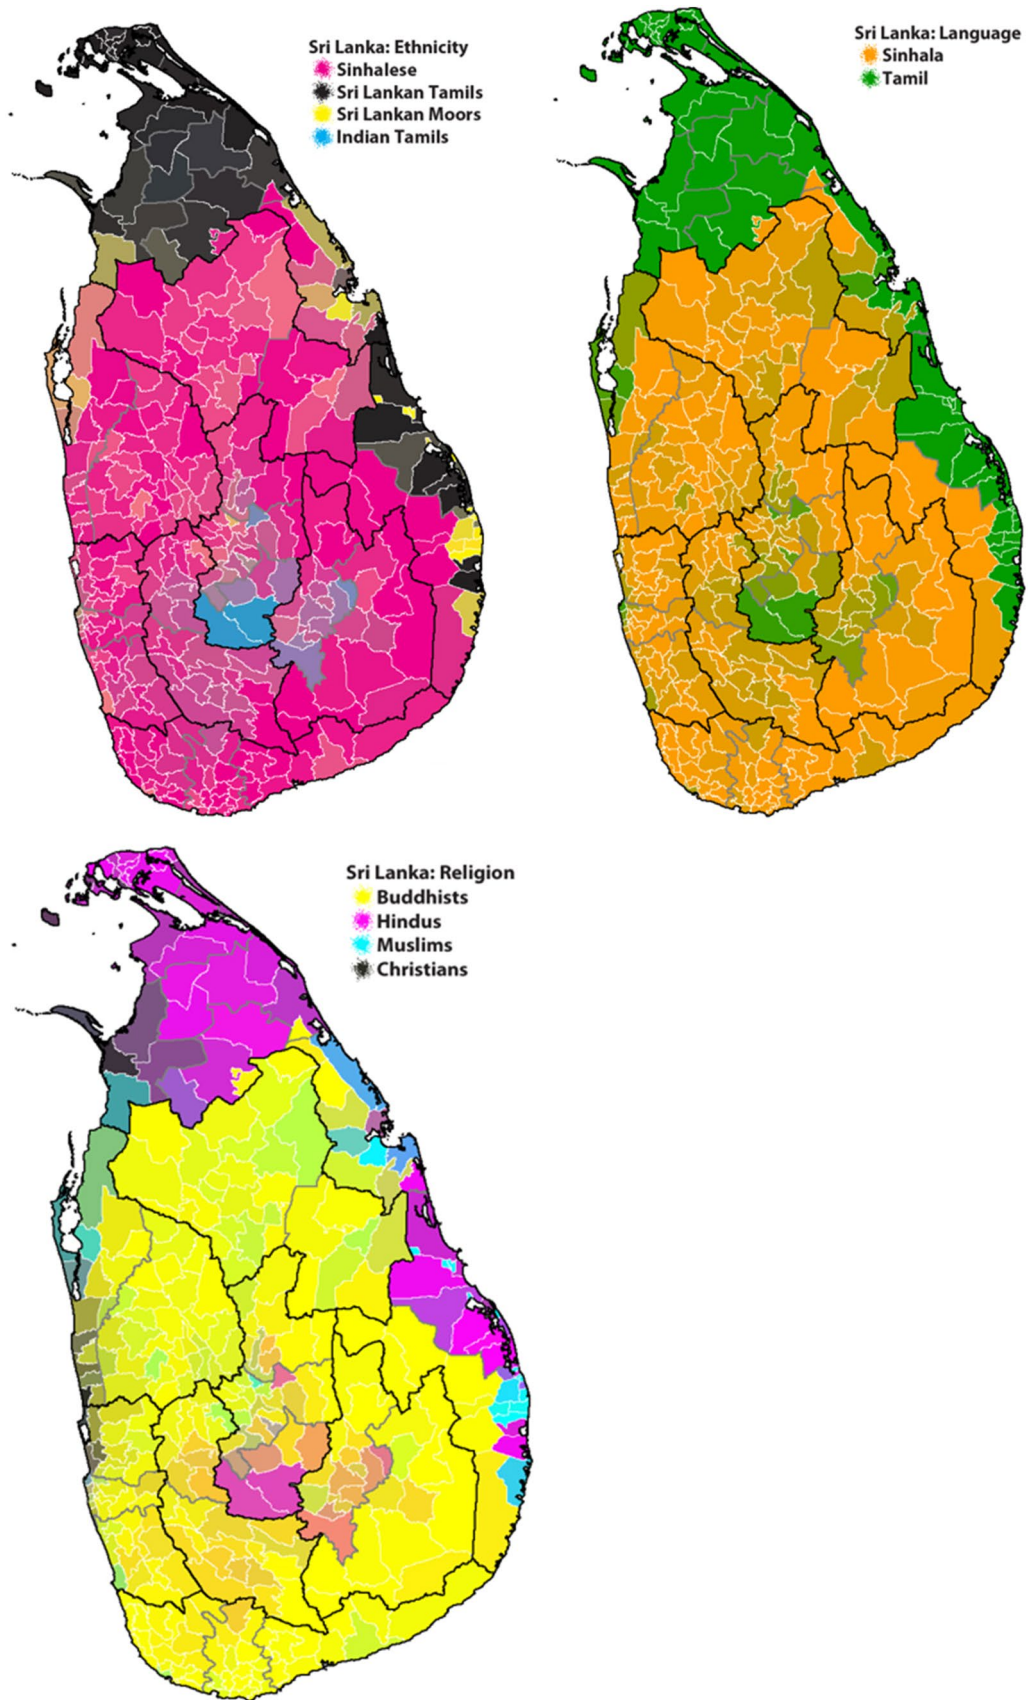 Sri Lanka: Ethnicity
Sinhalese
Sri Lankan Tamils
Sri Lankan Moors
Indian Tamils
Sri Lanka: Language
Sinhala
Tamil
Sri Lanka: Religion
Buddhists
Hindus
Muslims
Christians